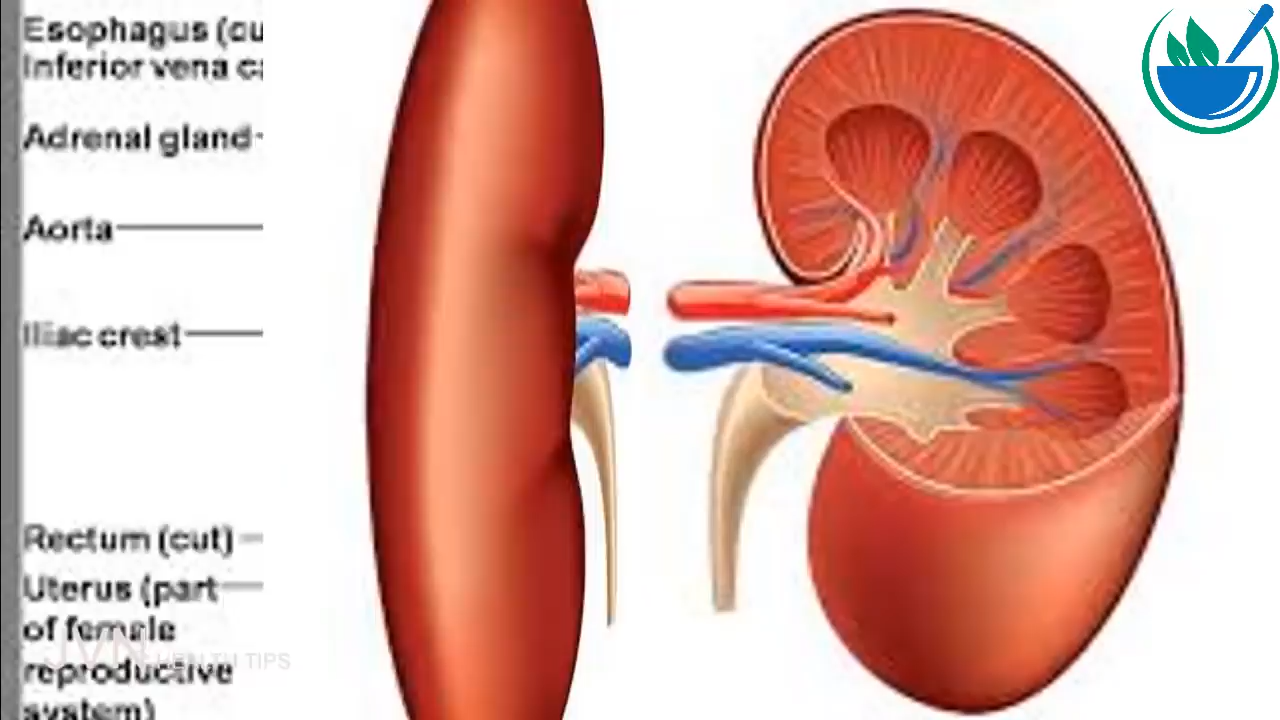 Esophagus (cu
Inferior vena ca
Adrenal gland
Aorta
Iliac crest
Rectum (cut)
Uterus (part
of female
reproductive
system)
JVN HEALTH TIPS